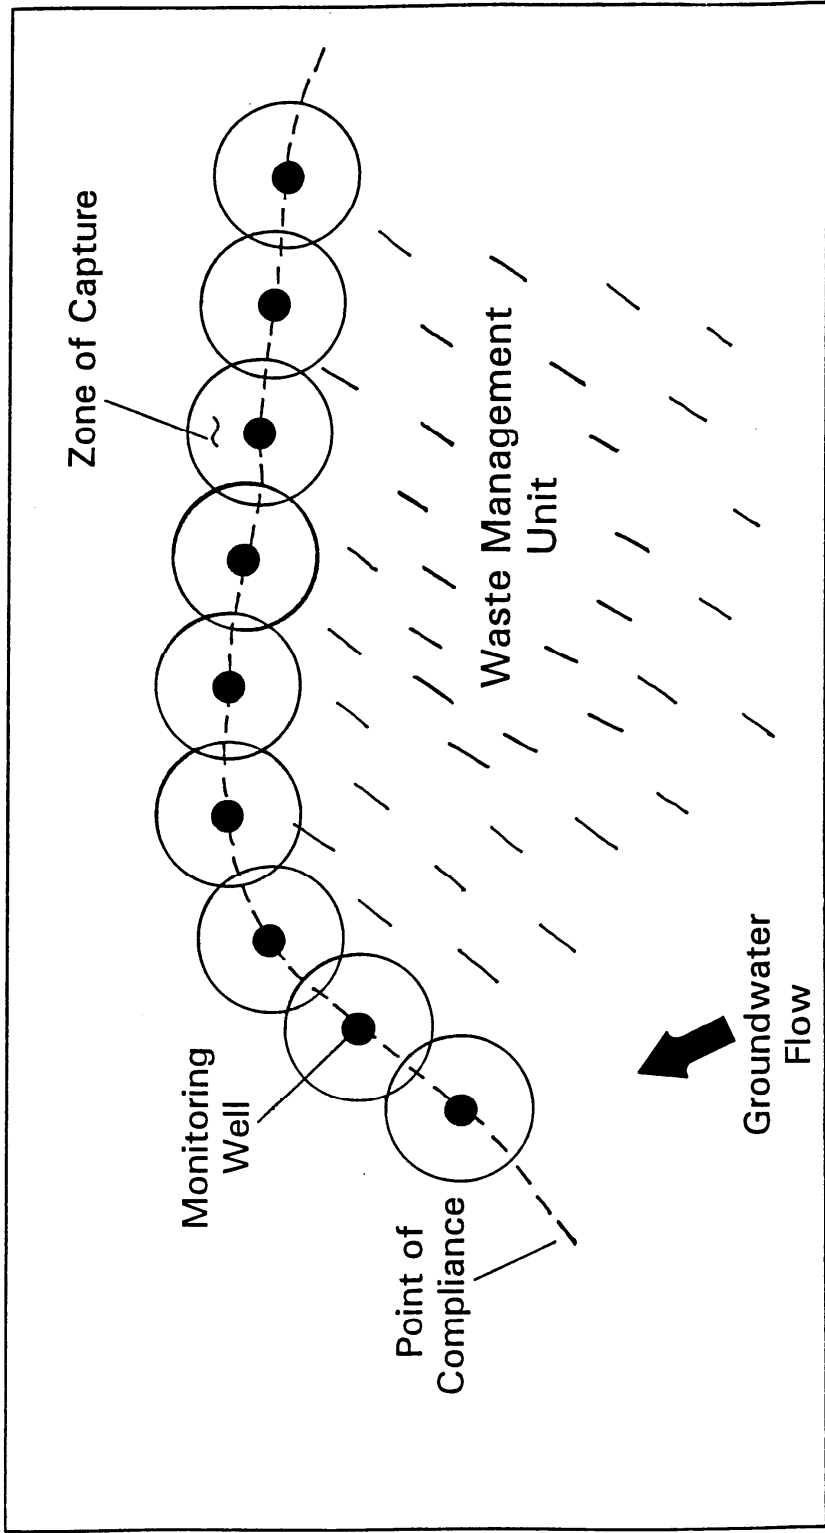 Zone of Capture
Monitoring
Well
Point of
Compliance
Waste Management
Unit
Groundwater
Flow